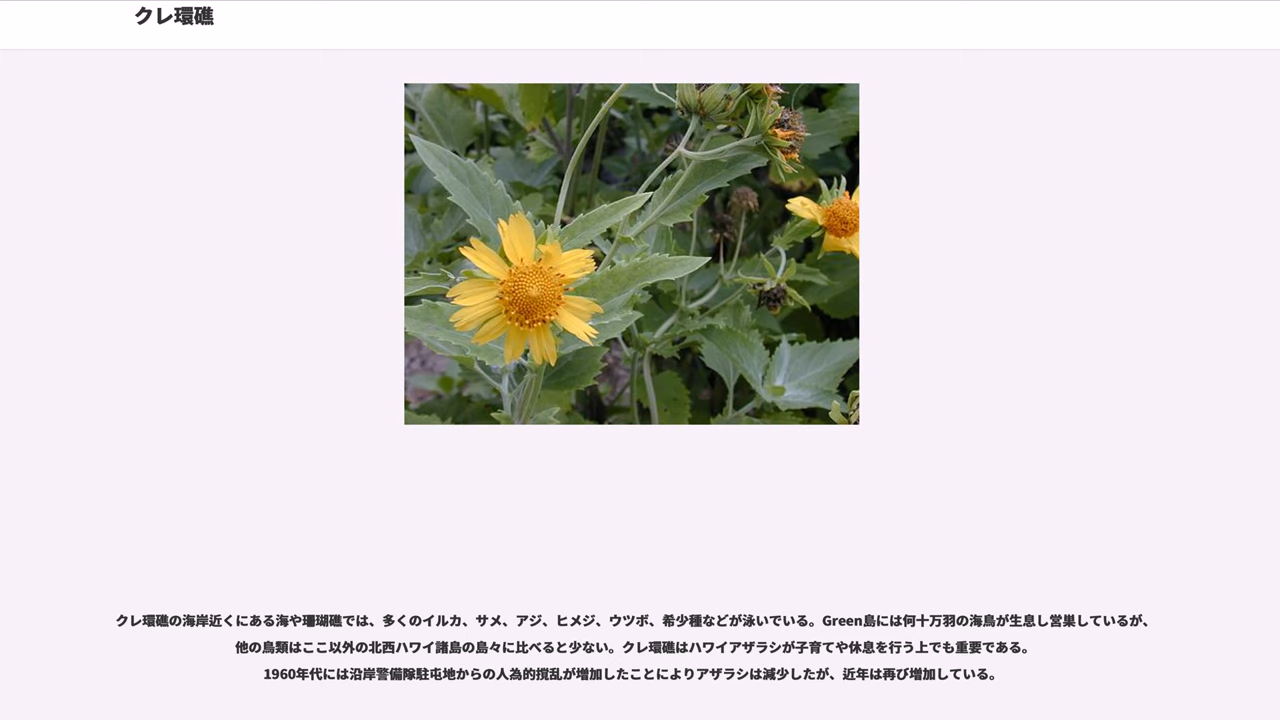 クレ環礁
クレ環礁の海岸近くにある海や珊瑚礁では、多くのイルカ、サメ、アジ、ヒメジ、ウツボ、希少種などが泳いでいる。Green島には何十万羽の海鳥が生息し営巣しているが、
他の鳥類はここ以外の北西ハワイ諸島の島々に比べると少ない。クレ環礁はハワイアザラシが子育てや休息を行う上でも重要である。
1960年代には沿岸警備隊駐屯地からの人為的撹乱が増加したことによりアザラシは減少したが、近年は再び増加している。